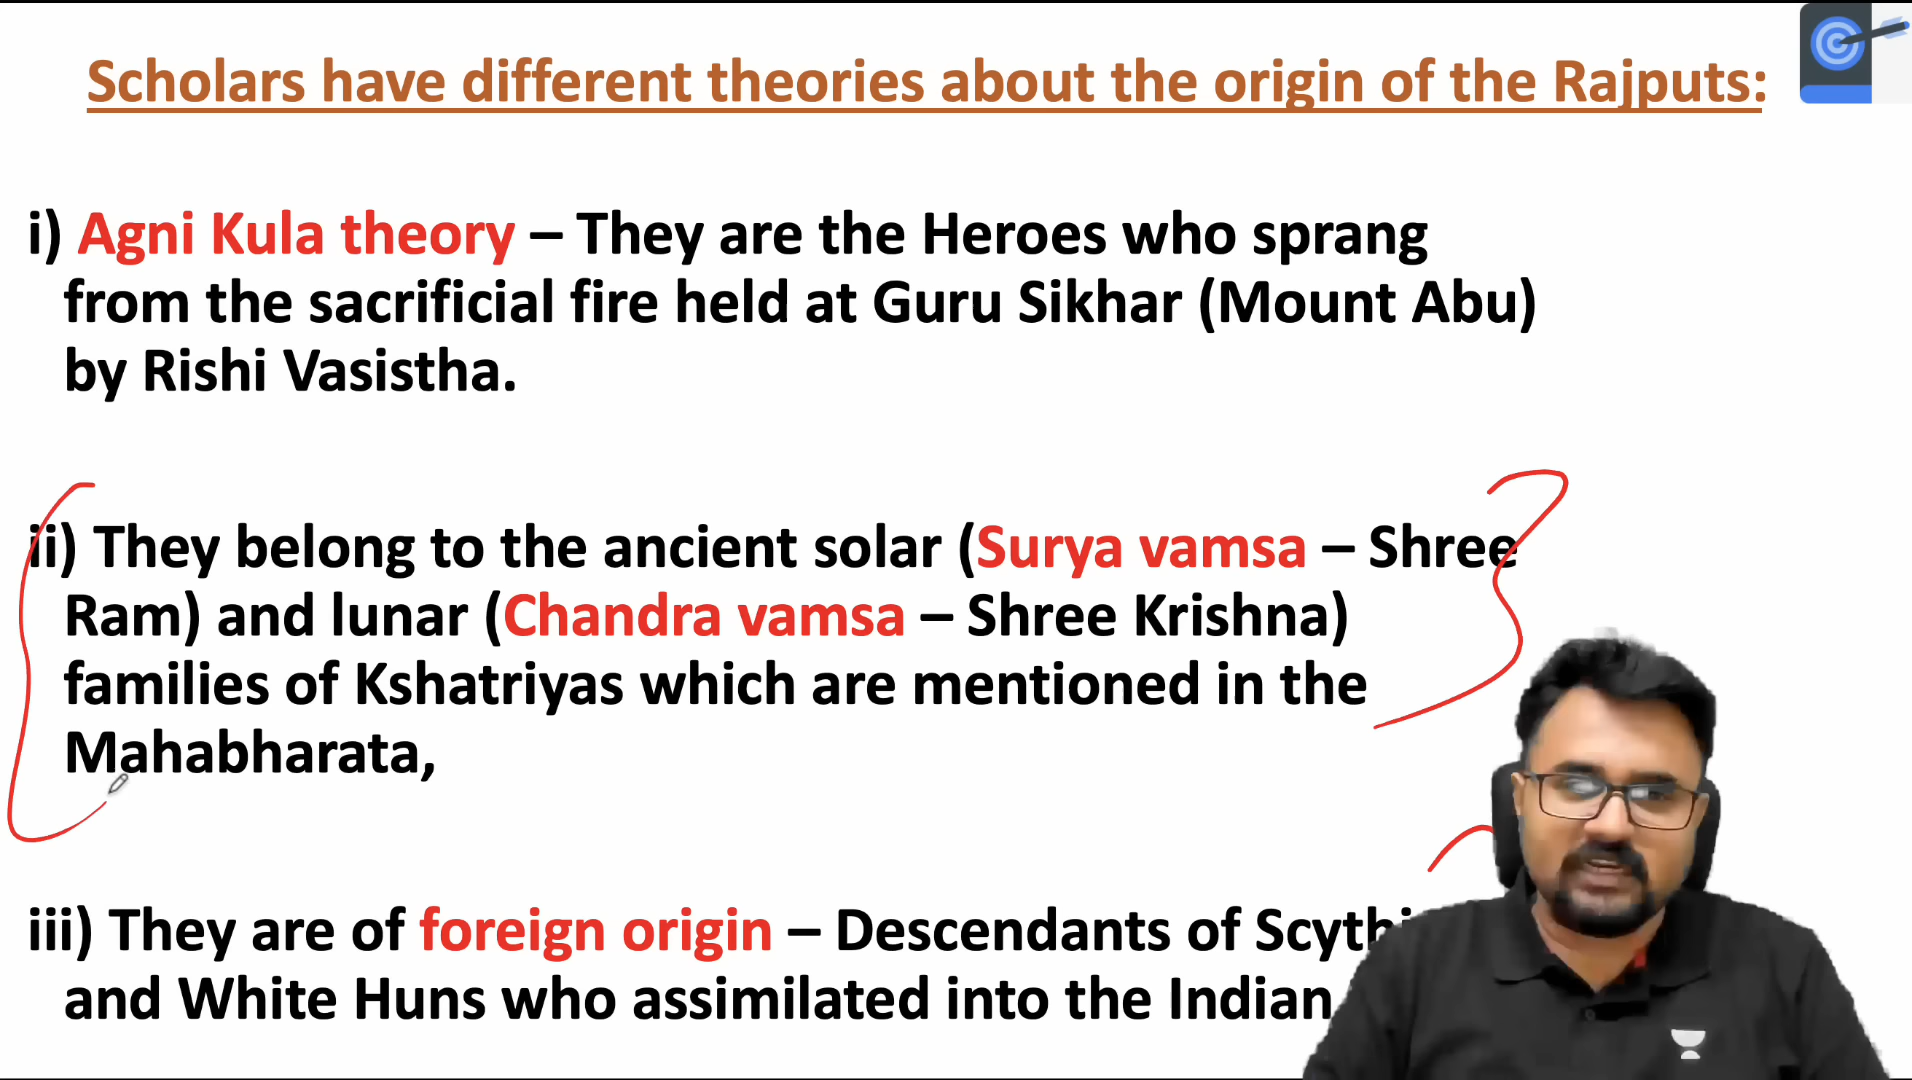 Scholars have different theories about the origin of the Rajputs:
i) Agni Kula theory – They are the Heroes who sprang
from the sacrificial fire held at Guru Sikhar (Mount Abu)
by Rishi Vasistha.
ii) They belong to the ancient solar (Surya vamsa – Shree
Ram) and lunar (Chandra vamsa – Shree Krishna)
families of Kshatriyas which are mentioned in the
Mahabharata,
iii) They are of foreign origin – Descendants of
and White Huns who assimilated into the Indian